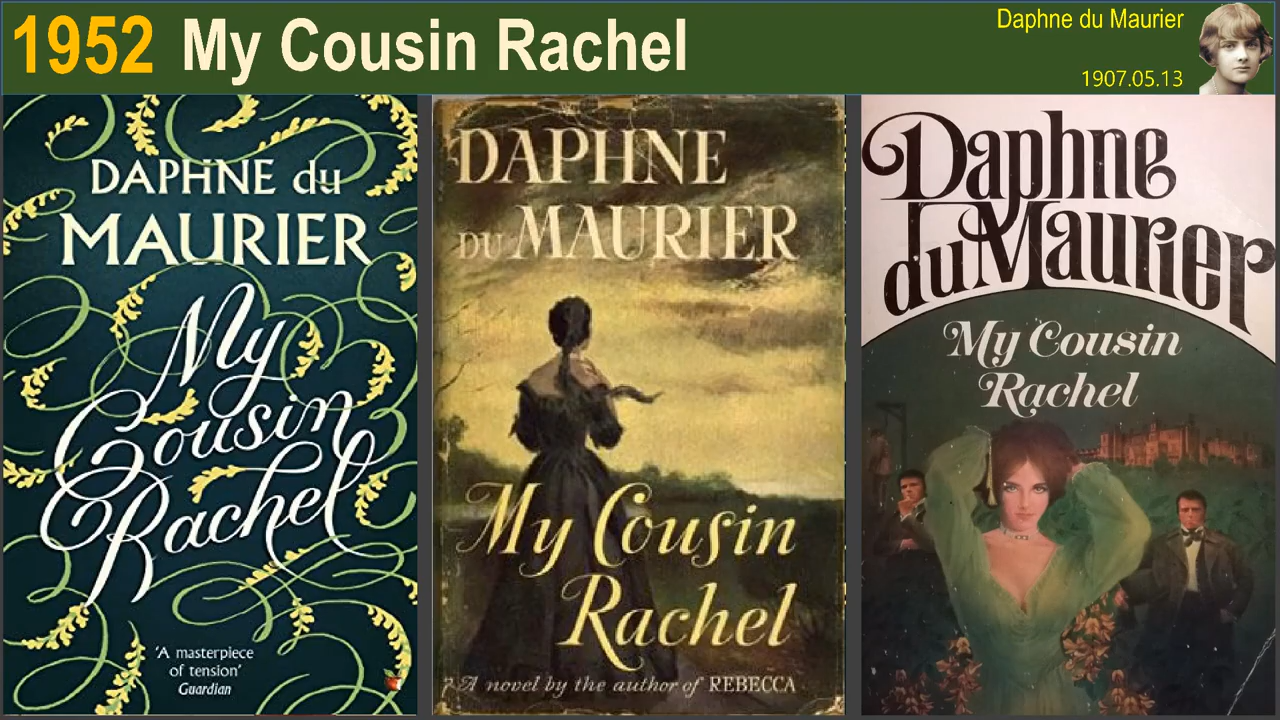 1952 My Cousin Rachel
Daphne du Maurier
1907.05.13
DAPHNE du
MAURIER
My
Cousin
Rachel
'A masterpiece
of tension'
Guardian
DAPHNE
DU MAURIER
My Cousin
Rachel
A novel by the author of REBECCA
Daphne
du Maurier
My Cousin
Rachel